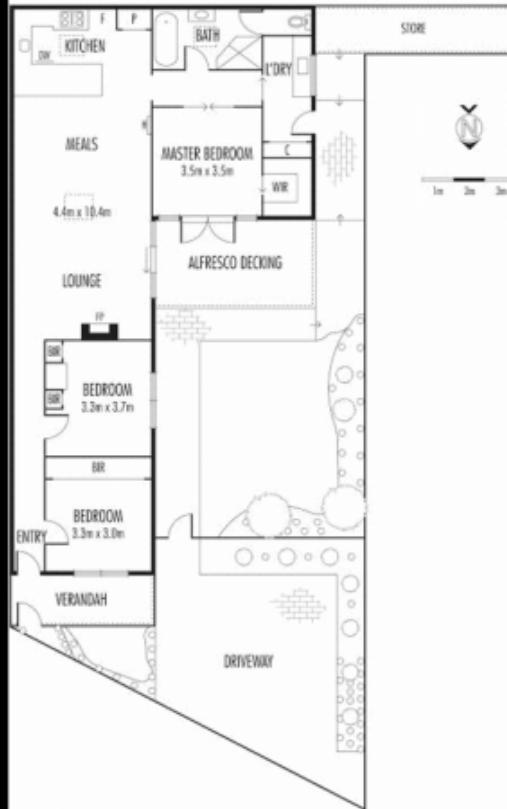 F
P
BATH
STORE
KITCHEN
DW
L'DRY
N
MEALS
MASTER BEDROOM
3.5m x 3.5m
C
WIR
1m 2m 3m
4.4m x 10.4m
ALFRESCO DECKING
LOUNGE
FP
BIR
BIR
BEDROOM
3.3m x 3.7m
BIR
BEDROOM
3.3m x 3.0m
ENTRY
VERANDAH
DRIVEWAY